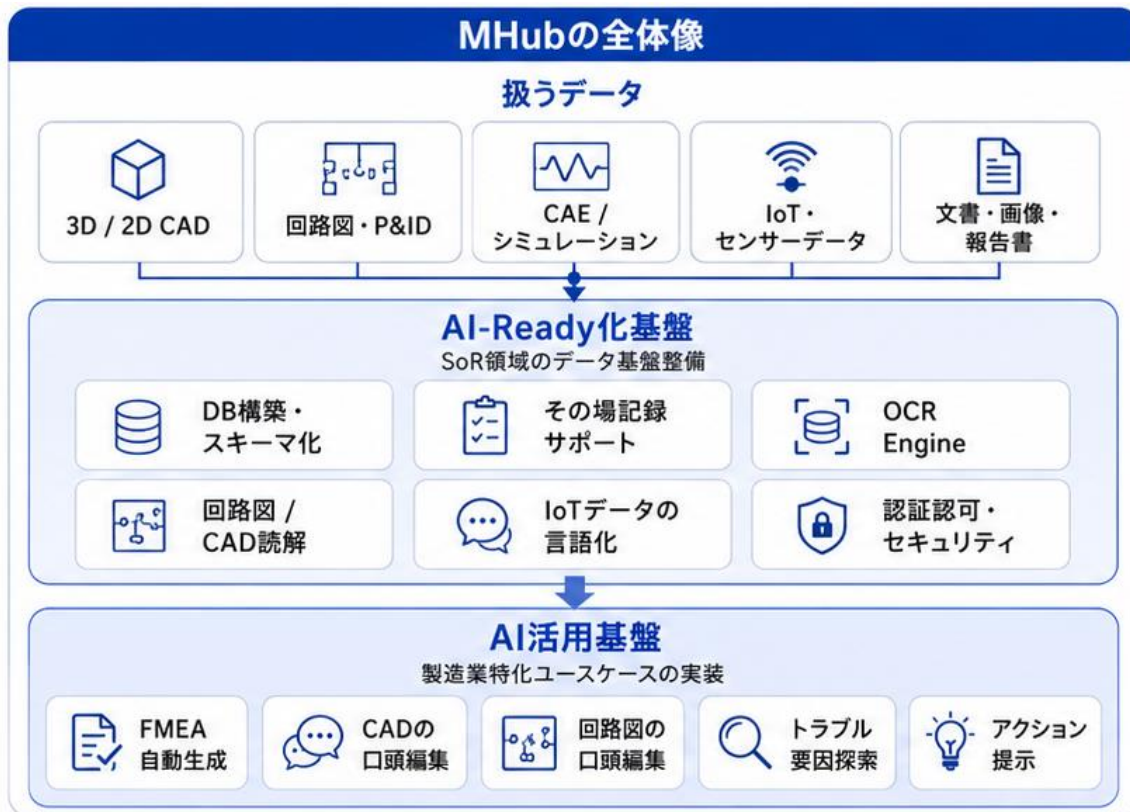 MHubの全体像
扱うデータ
3D / 2D CAD
回路図・P&ID
CAE /
シミュレーション
IoT・
センサーデータ
文書・画像・
報告書
AI-Ready化基盤
SoR領域のデータ基盤整備
DB構築・
スキーマ化
その場記録
サポート
OCR
Engine
回路図 /
CAD読解
IoTデータの
言語化
認証認可・
セキュリティ
AI活用基盤
製造業特化ユースケースの実装
FMEA
自動生成
CADの
口頭編集
回路図の
口頭編集
トラブル
要因探索
アクション
提示